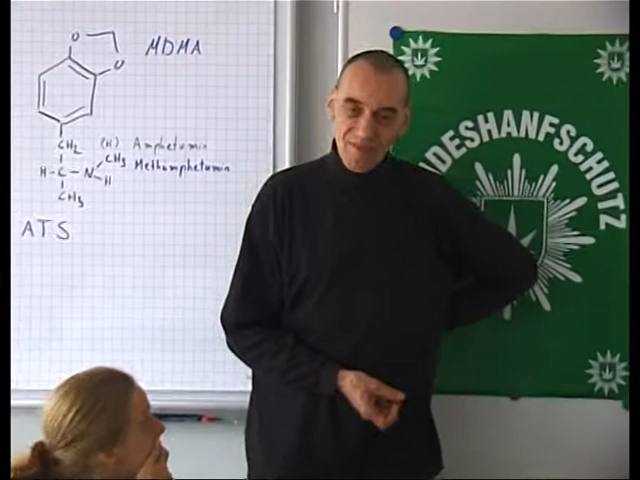 O
O
MDMA
CH₂ (H) Amphetamin
CH₃ Methamphetamin
H-C-N
H
CH₃
ATS
DESHANFSCHUTZ